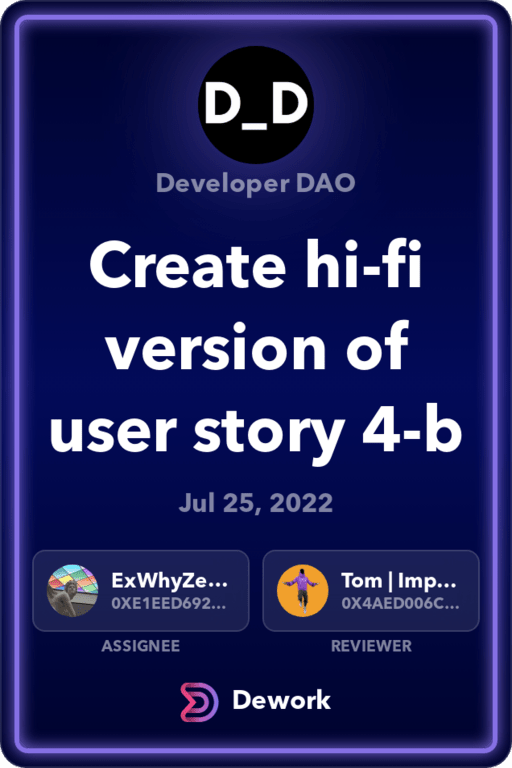 D_D
Developer DAO
Create hi-fi
version of
user story 4-b
Jul 25, 2022
ExWhyZe...
0XE1EED692...
Tom | Imp...
0X4AED006C...
ASSIGNEE
REVIEWER
Dework